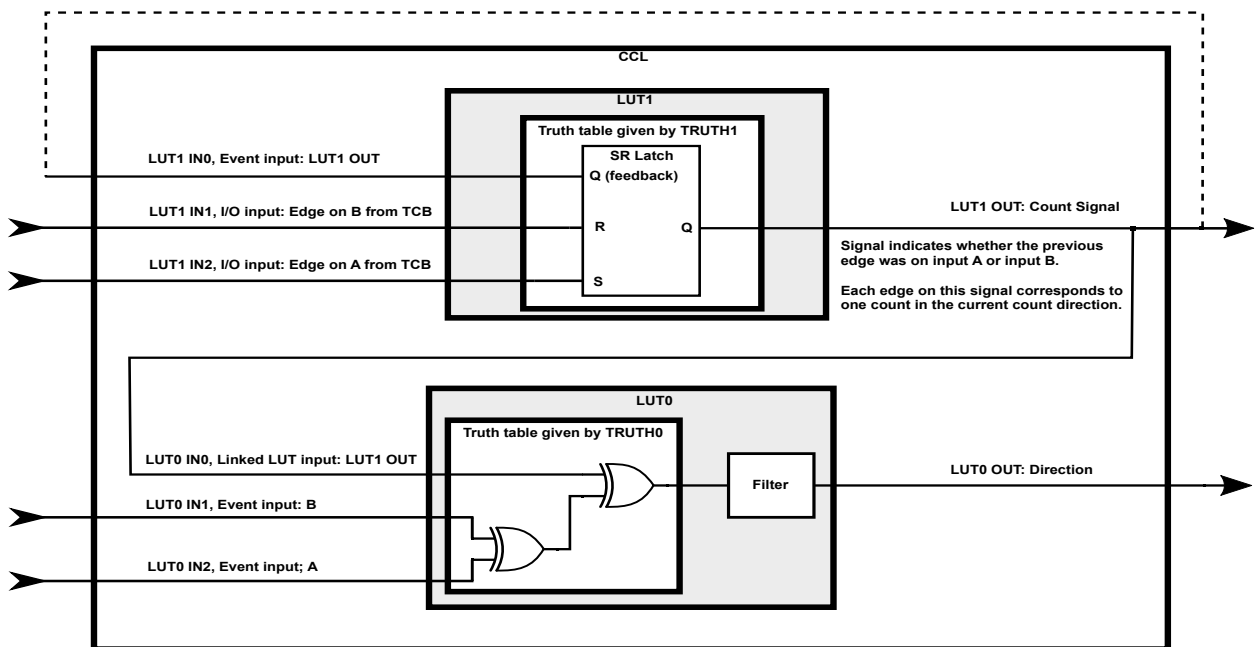 CCL
LUT1
Truth table given by TRUTH1
SR Latch
LUT1 IN0, Event input: LUT1 OUT
Q (feedback)
LUT1 IN1, I/O input: Edge on B from TCB
R
Q
LUT1 OUT: Count Signal
LUT1 IN2, I/O input: Edge on A from TCB
S
Signal indicates whether the previous
edge was on input A or input B.
Each edge on this signal corresponds to
one count in the current count direction.
LUT0
Truth table given by TRUTH0
LUT0 IN0, Linked LUT input: LUT1 OUT
Filter
LUT0 OUT: Direction
LUT0 IN1, Event input: B
LUT0 IN2, Event input; A